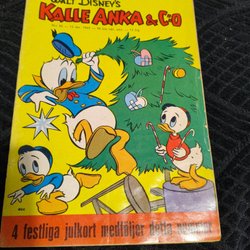 WALT DISNEY'S
KALLE ANKA & C:O
4 festliga julkort medföljer detta nummer